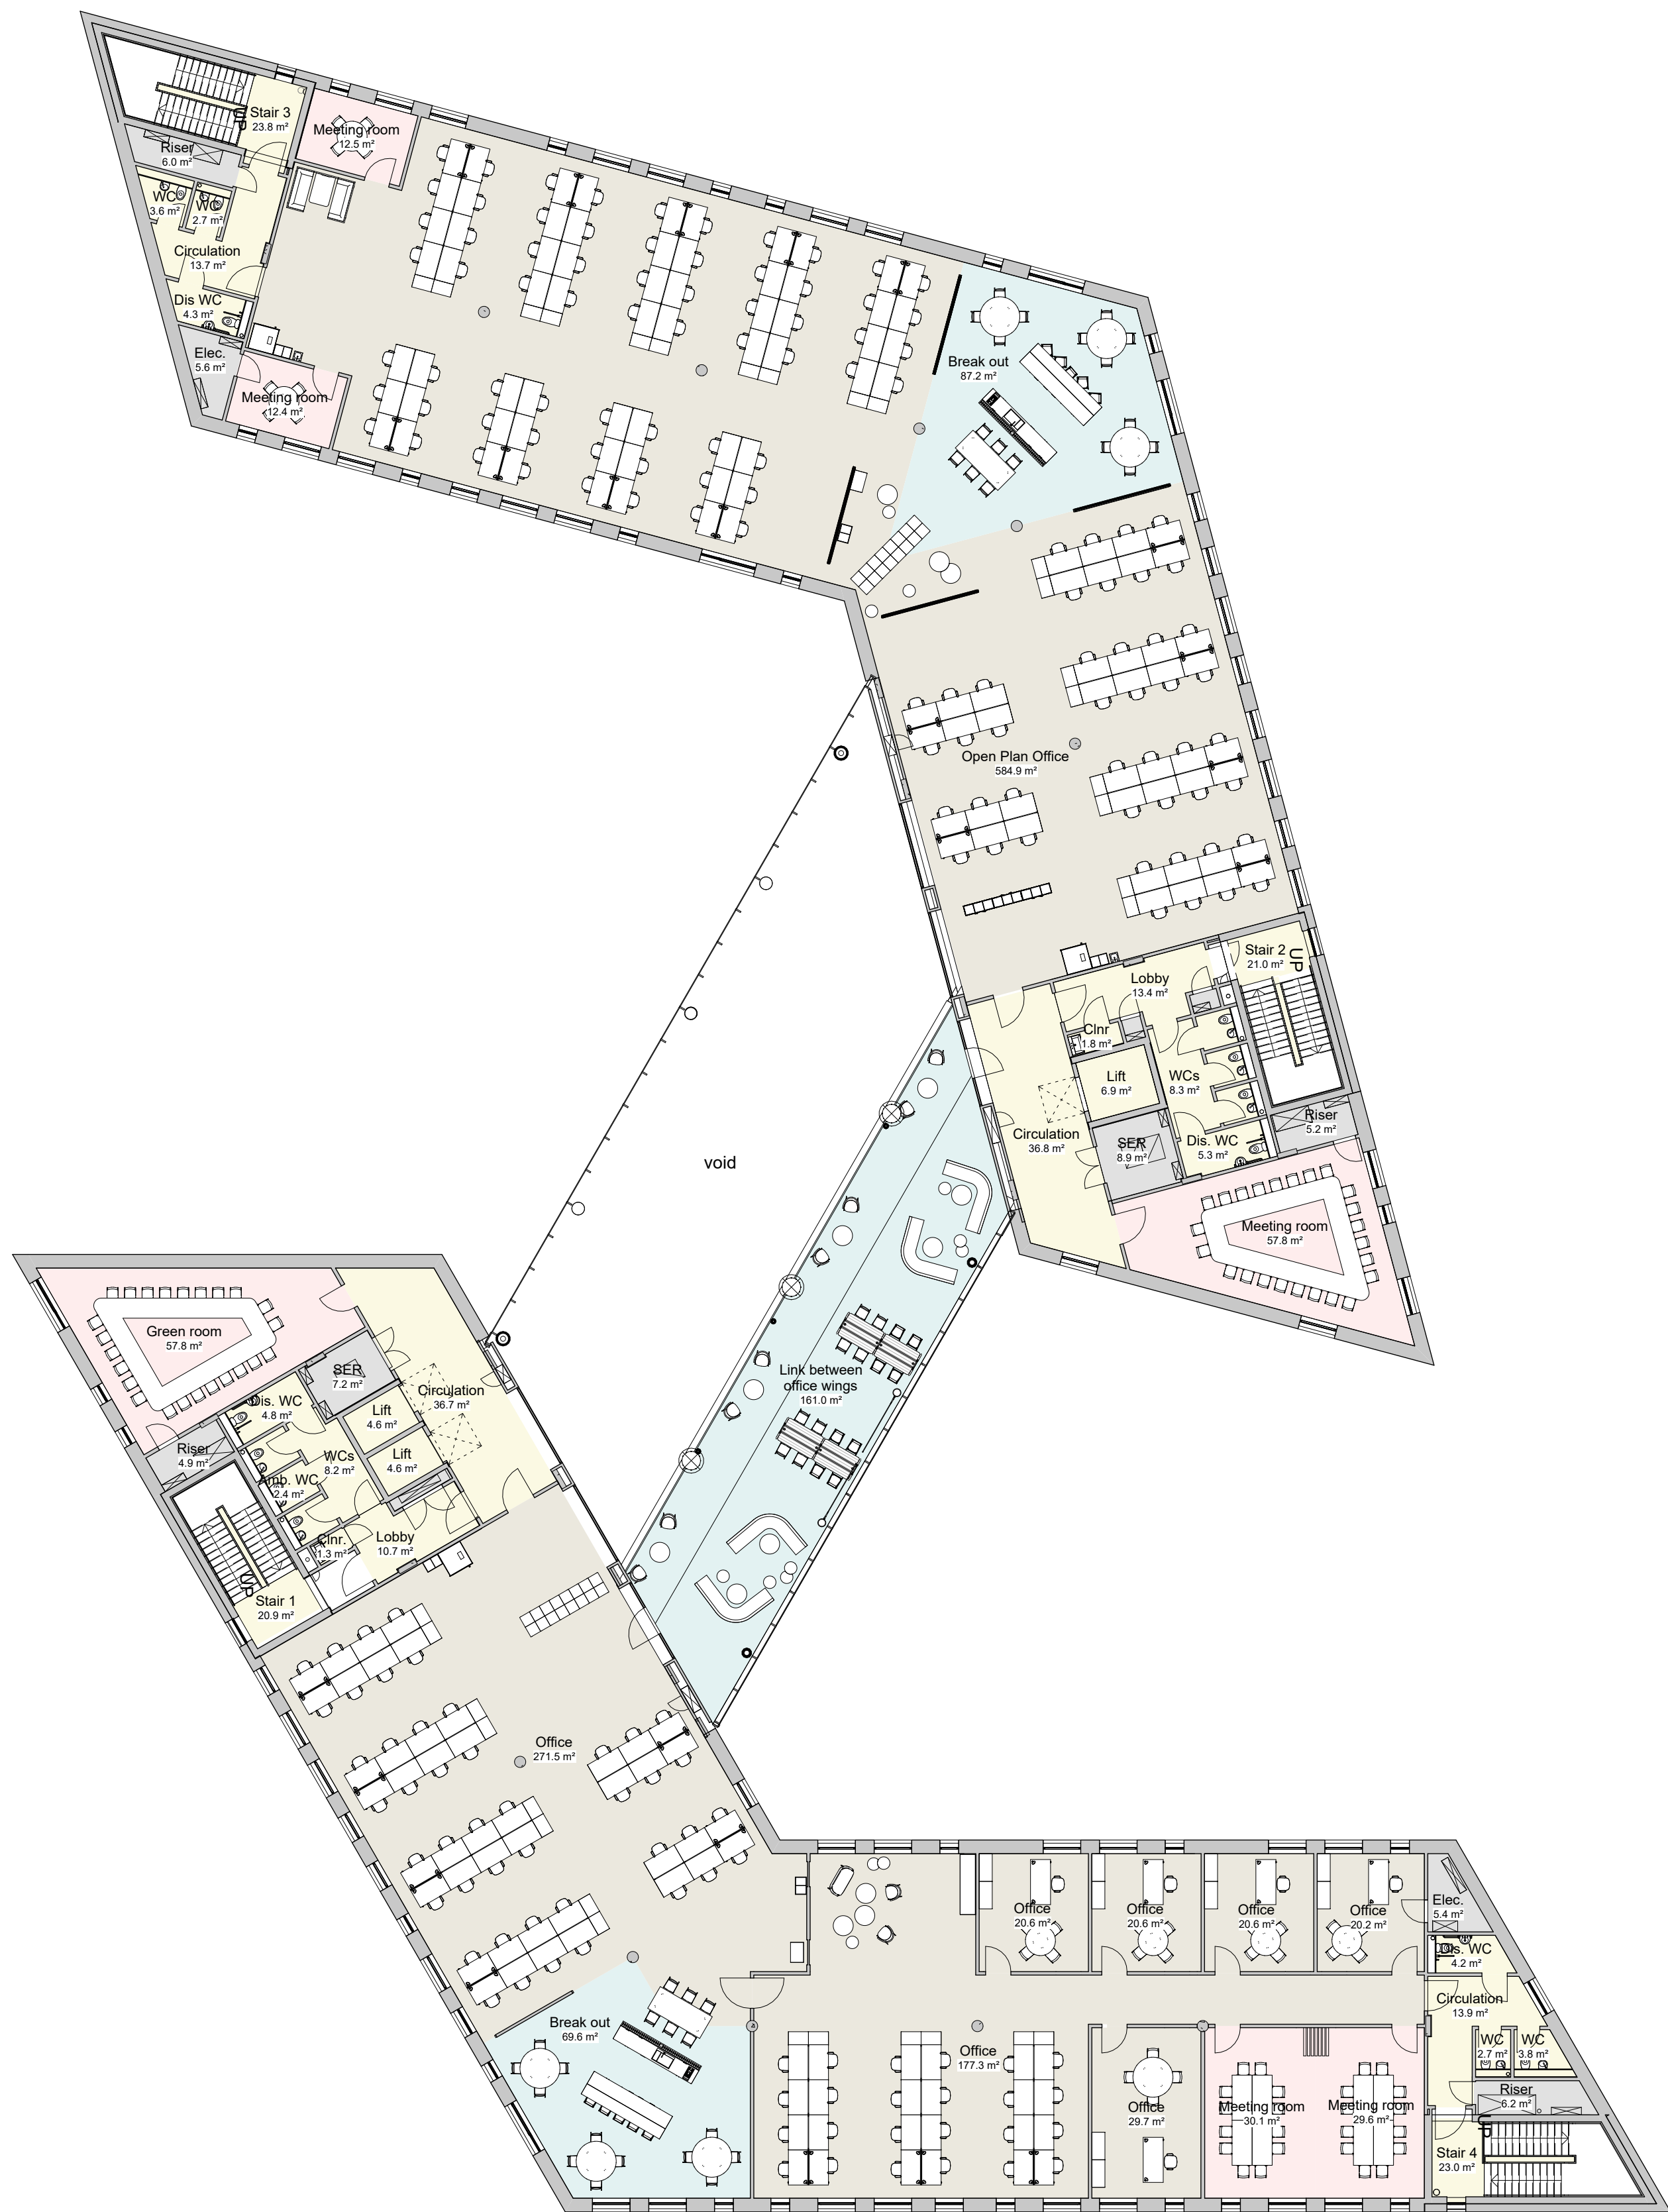 Stair 3
23.8 m²
UP
Meeting room
12.5 m²
Riser
6.0 m²
WC
3.6 m²
WC
2.7 m²
Circulation
13.7 m²
Dis WC
4.3 m²
Elec.
5.6 m²
Meeting room
12.4 m²
Break out
87.2 m²
Open Plan Office
584.9 m²
Stair 2
21.0 m²
UP
Lobby
13.4 m²
Clnr
1.8 m²
Lift
6.9 m²
WCs
8.3 m²
Riser
5.2 m²
Circulation
36.8 m²
SER
8.9 m²
Dis. WC
5.3 m²
Meeting room
57.8 m²
void
Green room
57.8 m²
SER
7.2 m²
Circulation
36.7 m²
Dis. WC
4.8 m²
Lift
4.6 m²
Lift
4.6 m²
Riser
4.9 m²
WCs
8.2 m²
Amb. WC
2.4 m²
Clnr.
1.3 m²
Lobby
10.7 m²
UP
Stair 1
20.9 m²
Link between
office wings
161.0 m²
Office
271.5 m²
Office
20.6 m²
Office
20.6 m²
Office
20.6 m²
Office
20.2 m²
Elec.
5.4 m²
Dis. WC
4.2 m²
Circulation
13.9 m²
WC
2.7 m²
WC
3.8 m²
Break out
69.6 m²
Office
177.3 m²
Office
29.7 m²
Meeting room
30.1 m²
Meeting room
29.6 m²
Riser
6.2 m²
UP
Stair 4
23.0 m²